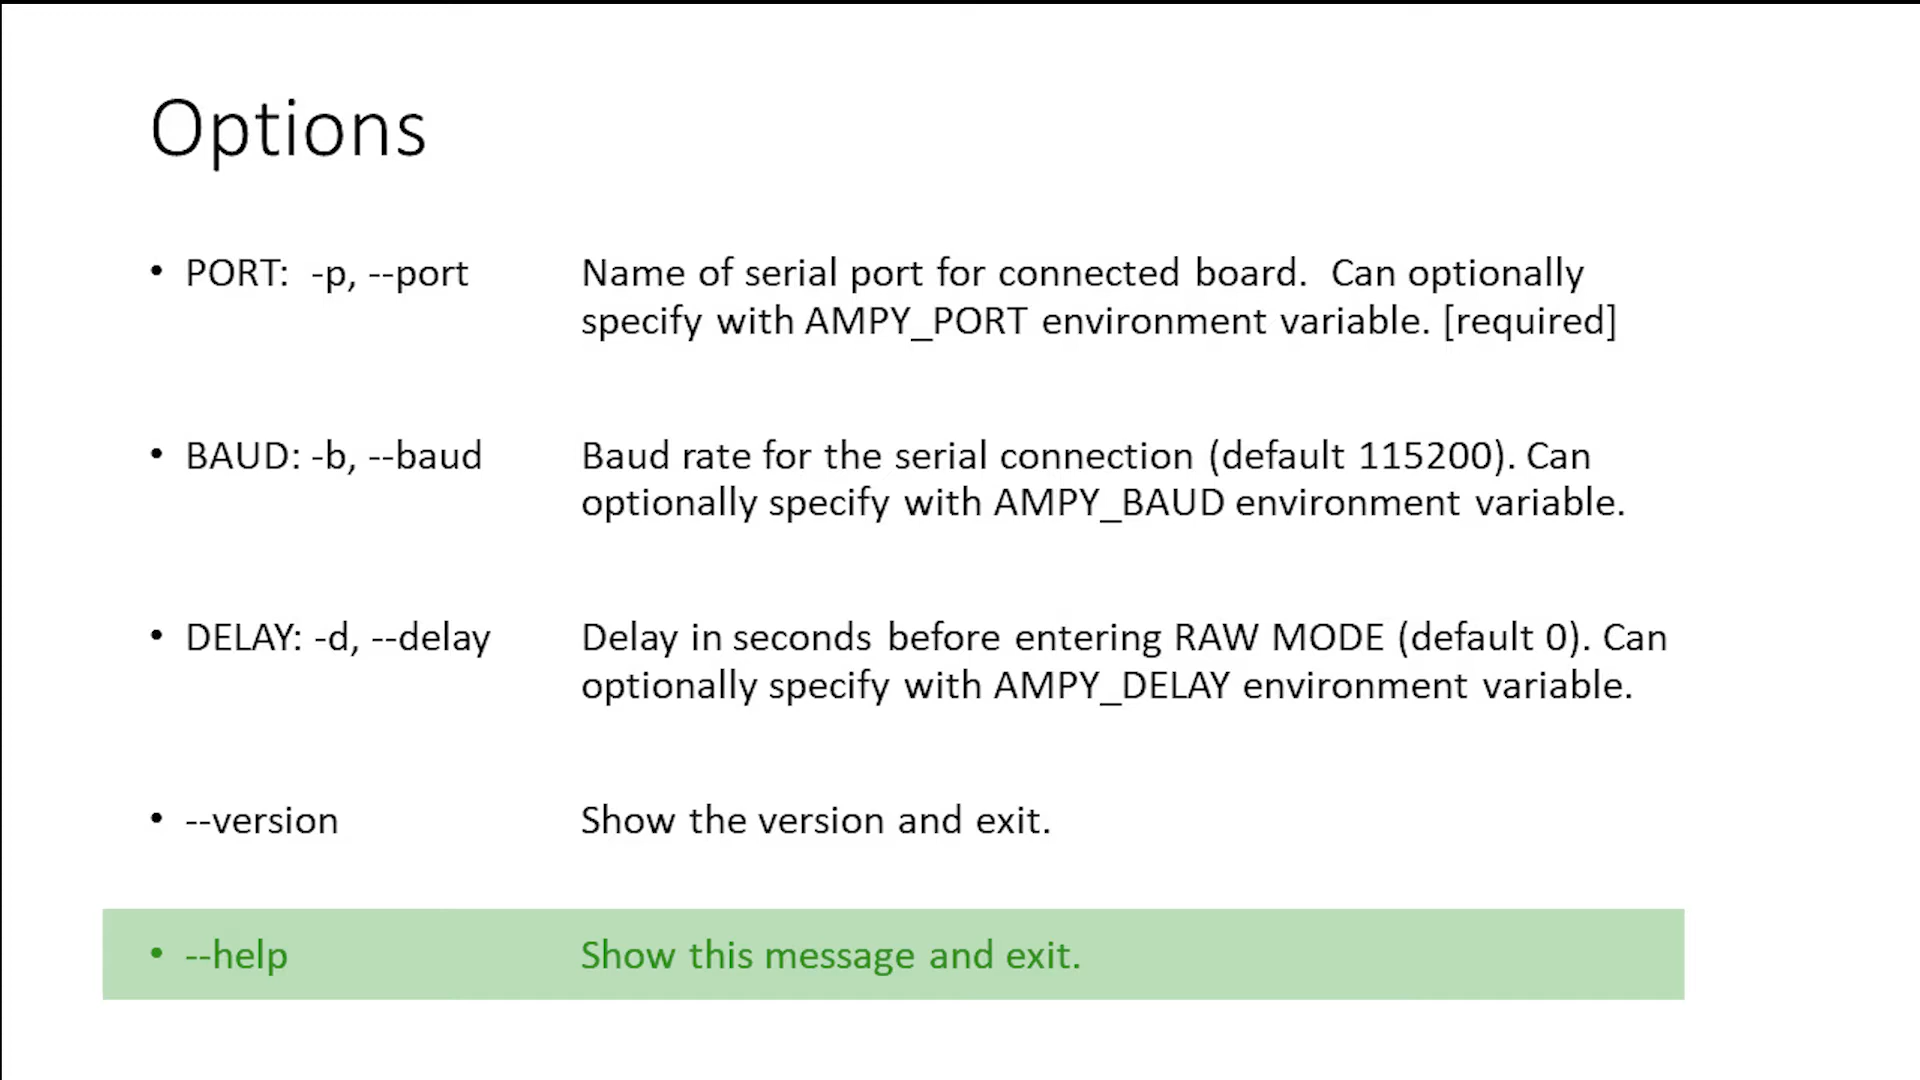 Options
• PORT:  -p, --port Name of serial port for connected board.  Can optionally
specify with AMPY_PORT environment variable. [required]
• BAUD: -b, --baud Baud rate for the serial connection (default 115200). Can
optionally specify with AMPY_BAUD environment variable.
• DELAY: -d, --delay Delay in seconds before entering RAW MODE (default 0). Can
optionally specify with AMPY_DELAY environment variable.
• --version Show the version and exit.
• --help Show this message and exit.